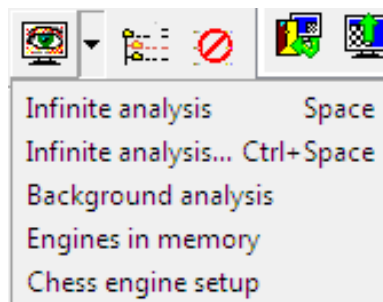 Infinite analysis Space
Infinite analysis... Ctrl+Space
Background analysis
Engines in memory
Chess engine setup